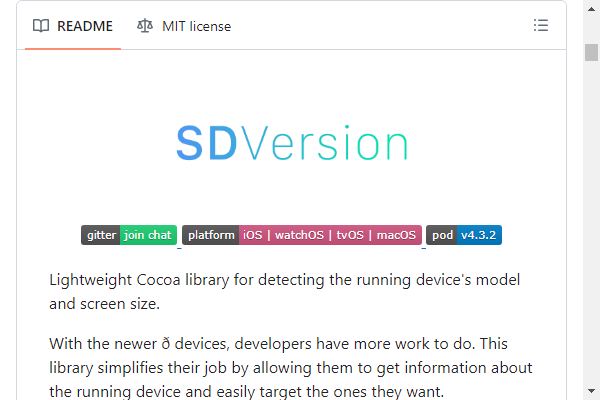 README MIT license
SDVersion
gitter join chat platform iOS | watchOS | tvOS | macOS pod v4.3.2
Lightweight Cocoa library for detecting the running device's model
and screen size.
With the newer ð devices, developers have more work to do. This
library simplifies their job by allowing them to get information about
the running device and easily target the ones they want.